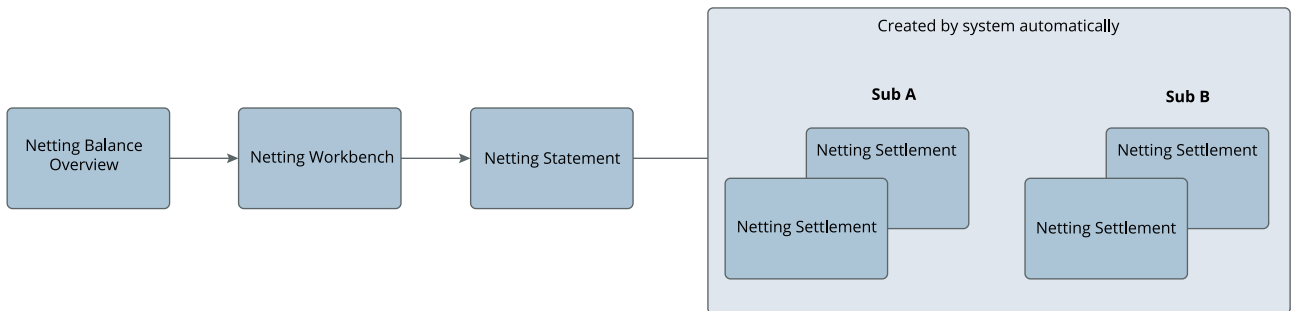 Created by system automatically
Sub A
Sub B
Netting Balance
Overview
Netting Workbench
Netting Statement
Netting Settlement
Netting Settlement
Netting Settlement
Netting Settlement